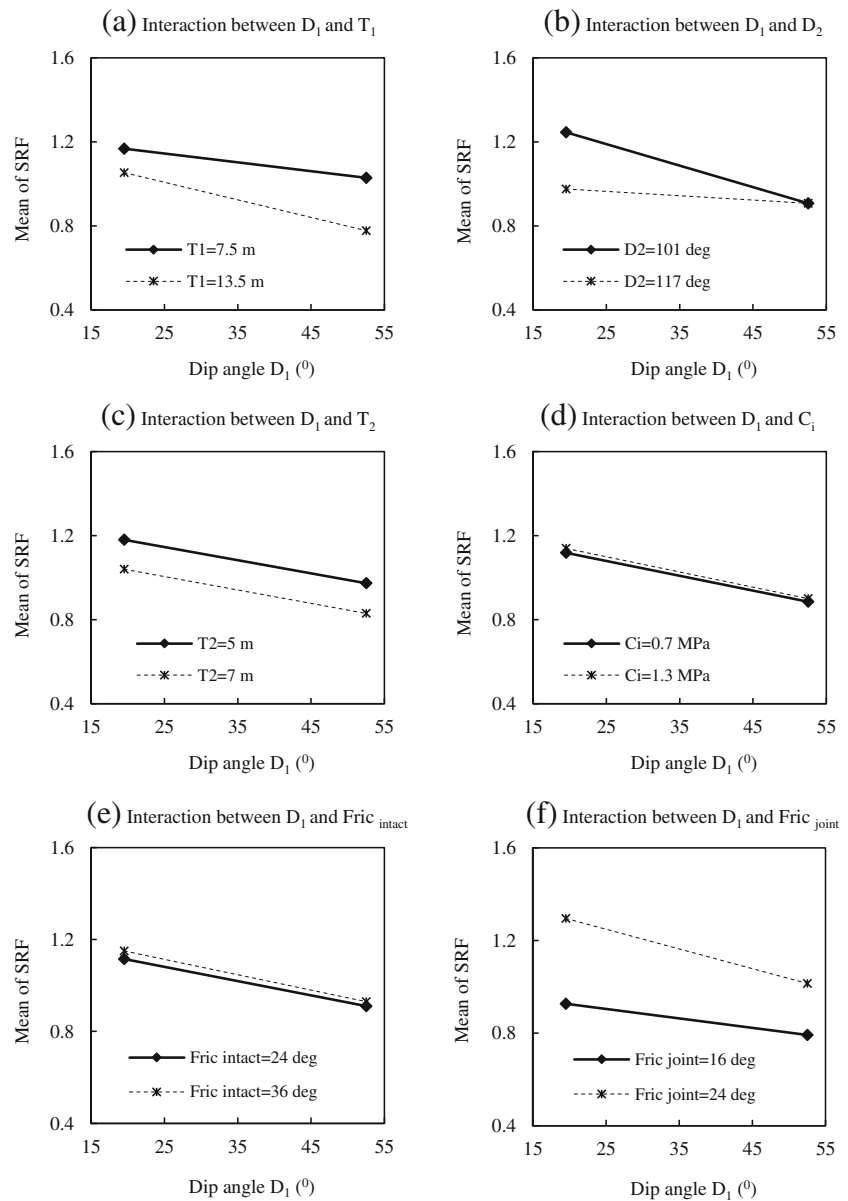 (a) Interaction between D₁ and T₁
1.6
1.2
0.8
0.4
Mean of SRF
T1=7.5 m
T1=13.5 m
15 25 35 45 55
Dip angle D₁ (⁰)
(b) Interaction between D₁ and D₂
1.6
1.2
0.8
0.4
Mean of SRF
D2=101 deg
D2=117 deg
15 25 35 45 55
Dip angle D₁ (⁰)
(c) Interaction between D₁ and T₂
1.6
1.2
0.8
0.4
Mean of SRF
T2=5 m
T2=7 m
15 25 35 45 55
Dip angle D₁ (⁰)
(d) Interaction between D₁ and Cᵢ
1.6
1.2
0.8
0.4
Mean of SRF
Ci=0.7 MPa
Ci=1.3 MPa
15 25 35 45 55
Dip angle D₁ (⁰)
(e) Interaction between D₁ and Fric intact
1.6
1.2
0.8
0.4
Mean of SRF
Fric intact=24 deg
Fric intact=36 deg
15 25 35 45 55
Dip angle D₁ (⁰)
(f) Interaction between D₁ and Fric joint
1.6
1.2
0.8
0.4
Mean of SRF
Fric joint=16 deg
Fric joint=24 deg
15 25 35 45 55
Dip angle D₁ (⁰)